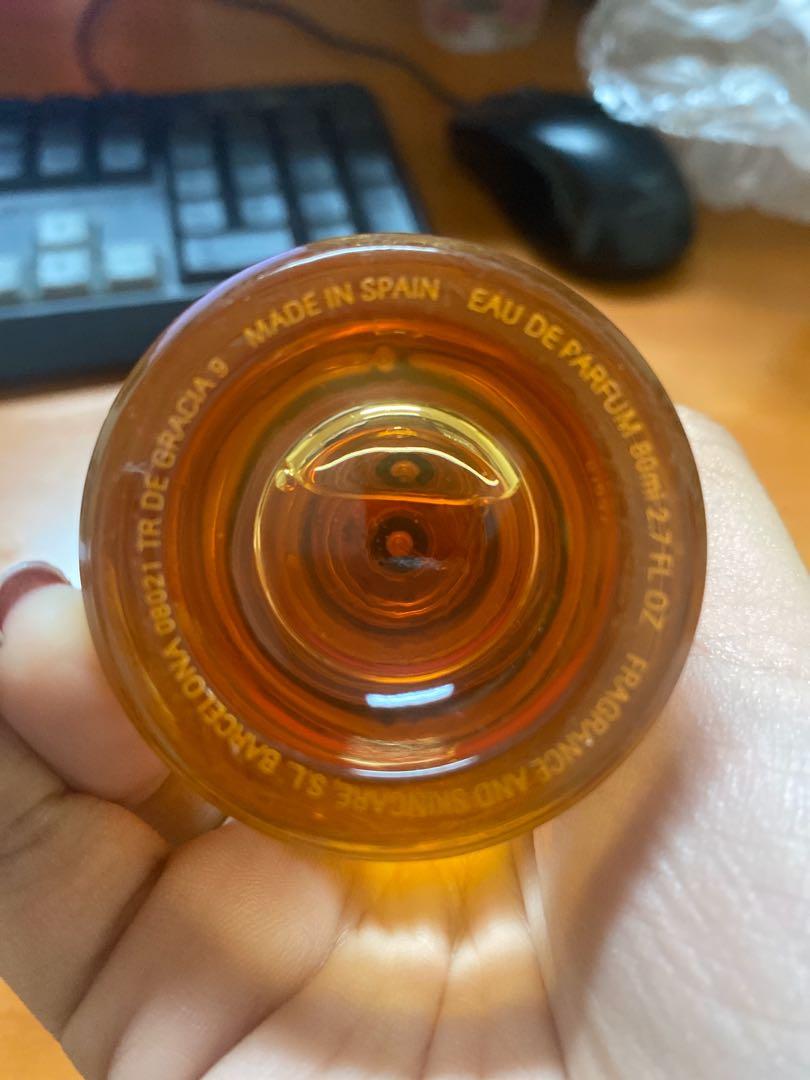 MADE IN SPAIN
EAU DE PARFUM 80ml 2.7 FL OZ
FRAGRANCE AND SKINCARE, S.L. BARCELONA 08021 TR DE GRACIA 9